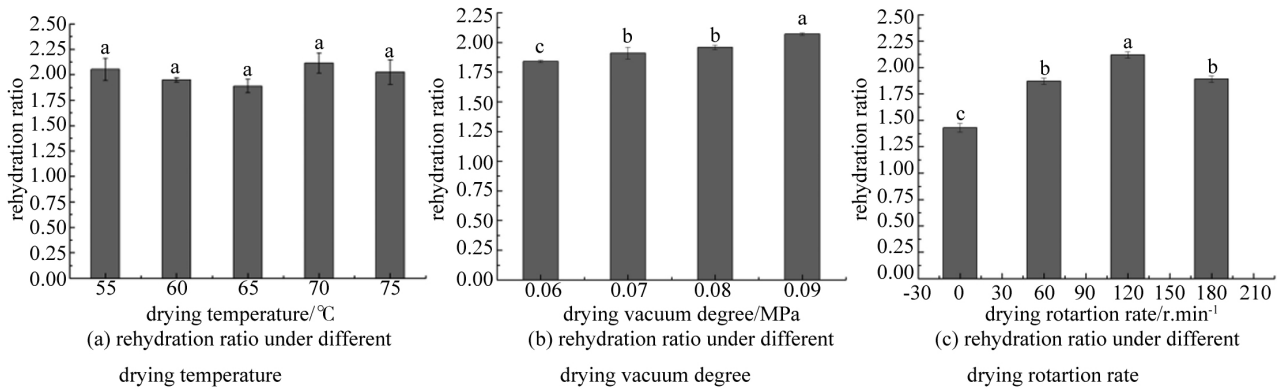 2.50
2.25
2.00
1.75
1.50
1.25
1.00
0.75
0.50
0.25
0.00
rehydration ratio
a
a
a
a
a
55 60 65 70 75
drying temperature/℃
(a) rehydration ratio under different
drying temperature
2.25
2.00
1.75
1.50
1.25
1.00
0.75
0.50
0.25
0.00
rehydration ratio
c
b
b
a
0.06 0.07 0.08 0.09
drying vacuum degree/MPa
(b) rehydration ratio under different
drying vacuum degree
2.50
2.25
2.00
1.75
1.50
1.25
1.00
0.75
0.50
0.25
0.00
rehydration ratio
c
b
a
b
-30 0 30 60 90 120 150 180 210
drying rotartion rate/r.min⁻¹
(c) rehydration ratio under different
drying rotartion rate